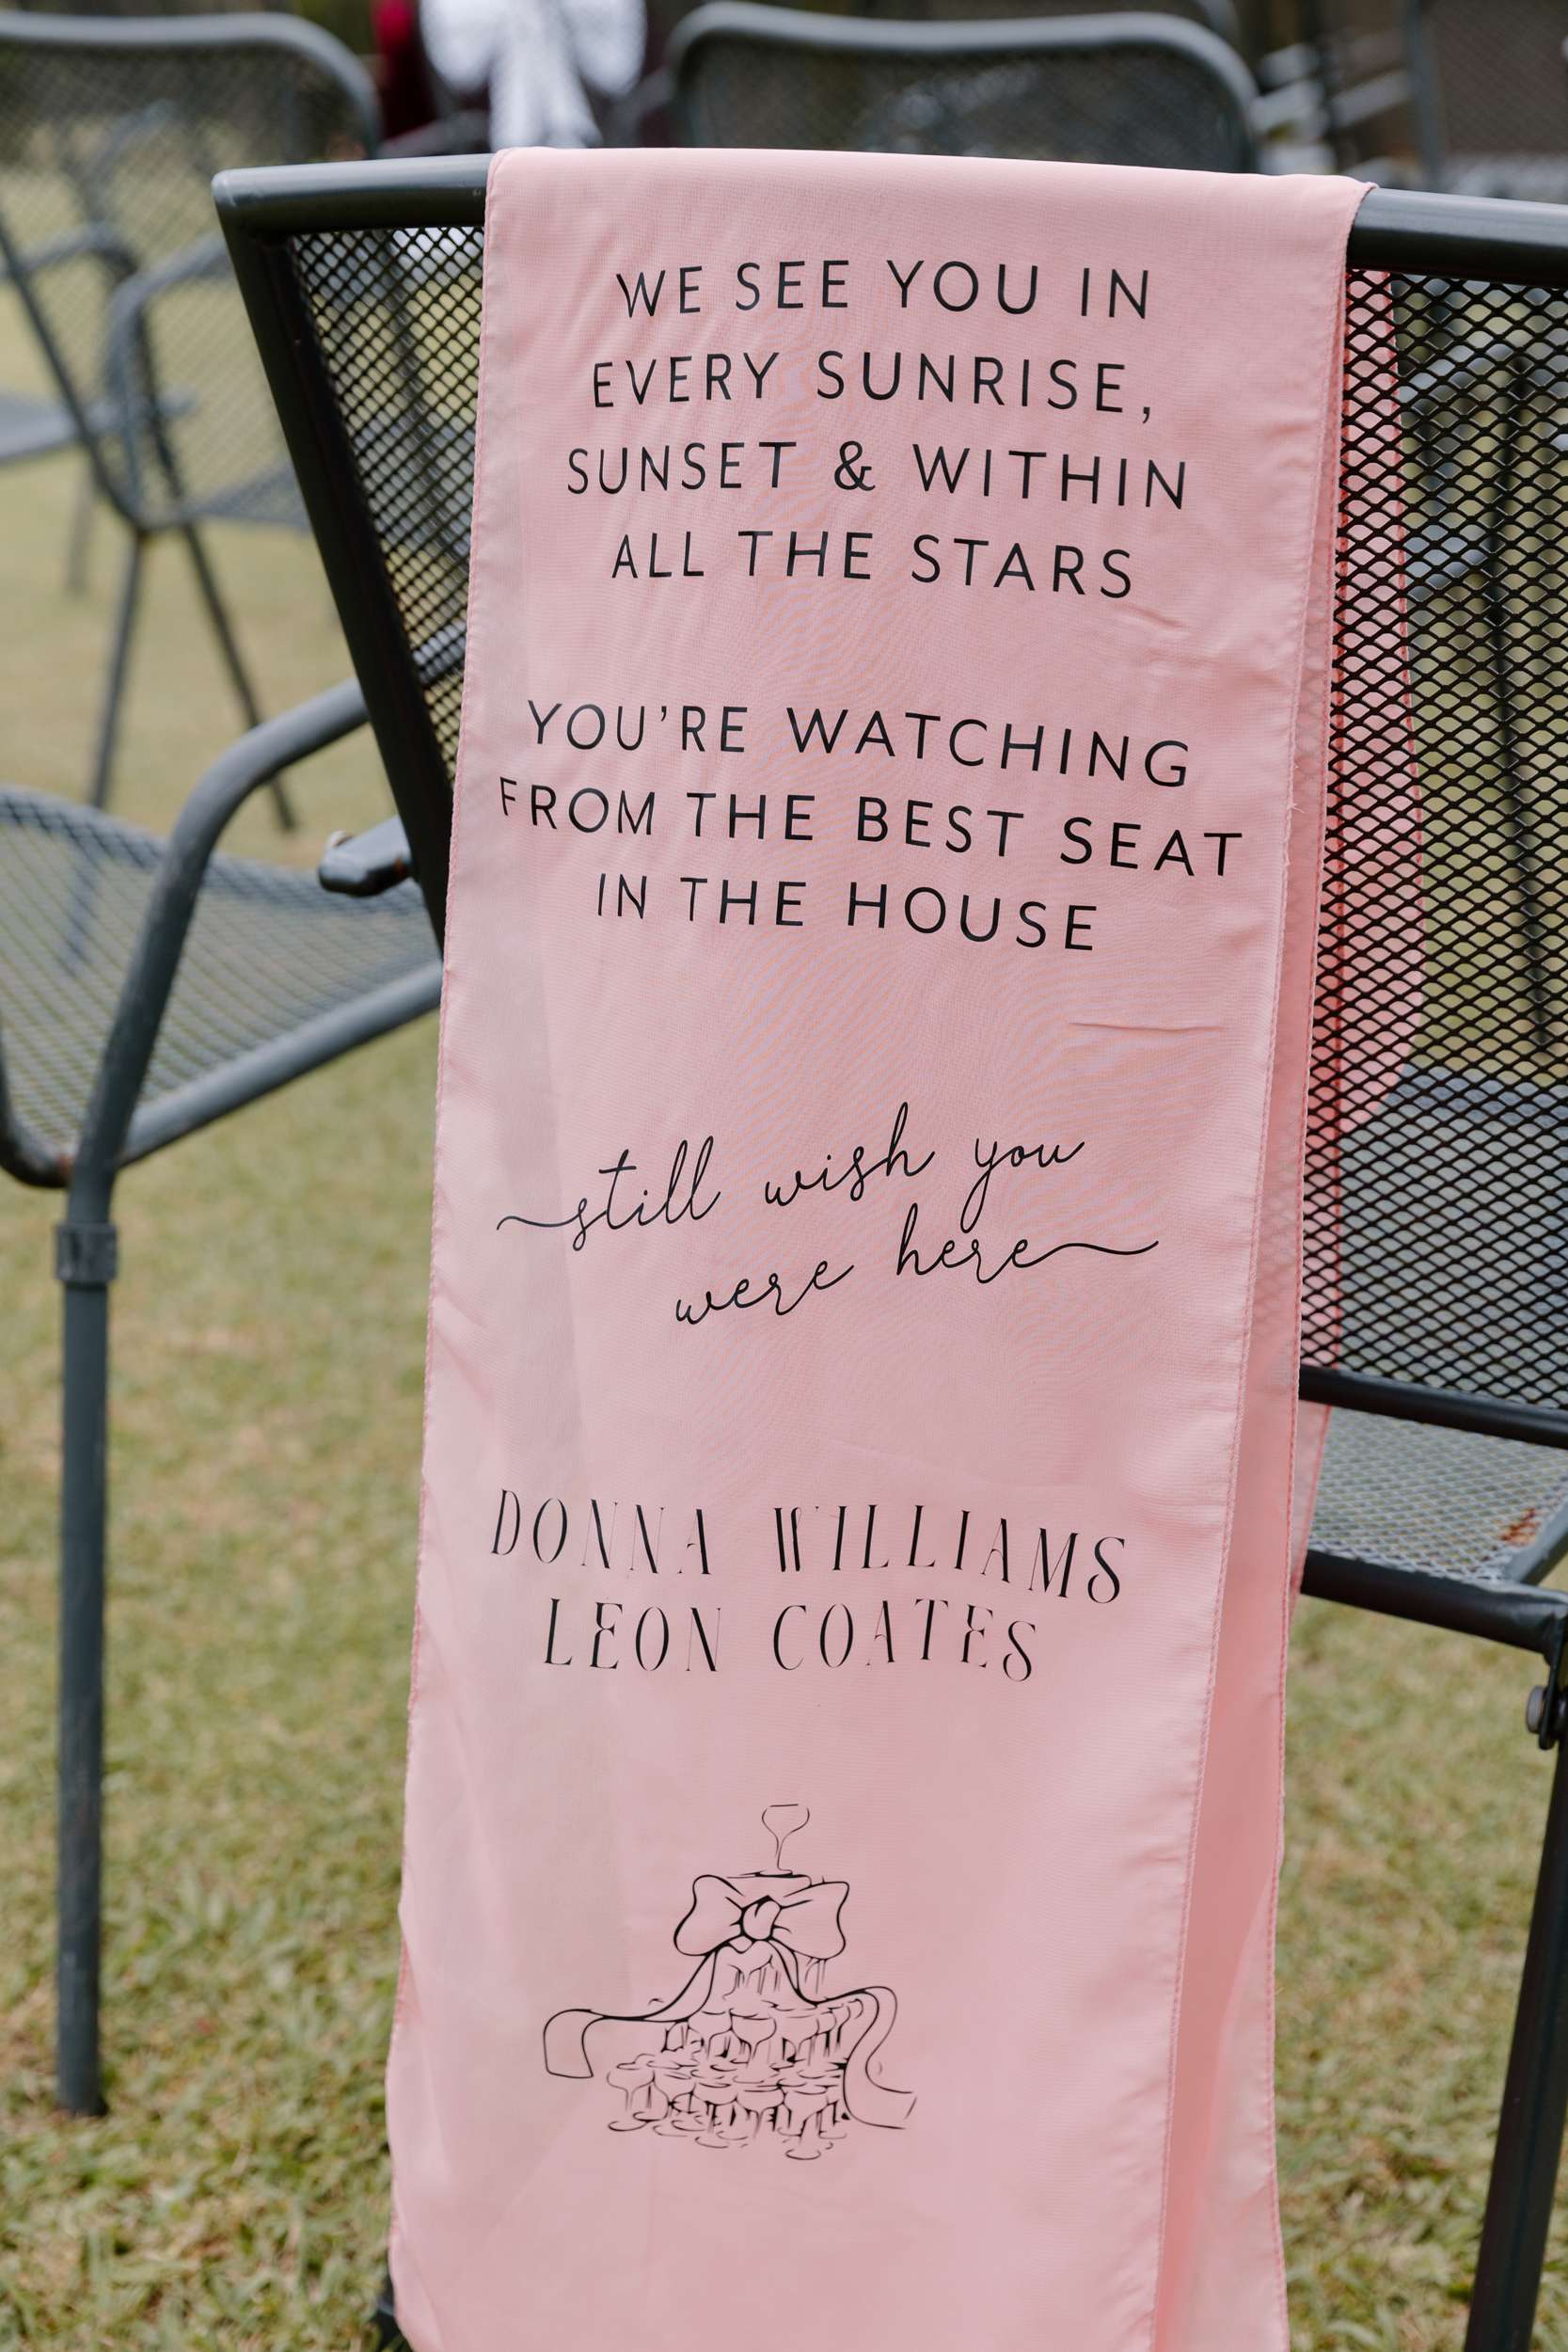 WE SEE YOU IN
EVERY SUNRISE,
SUNSET & WITHIN
ALL THE STARS
YOU'RE WATCHING
FROM THE BEST SEAT
IN THE HOUSE
still wish you
were here
DONNA WILLIAMS
LEON COATES